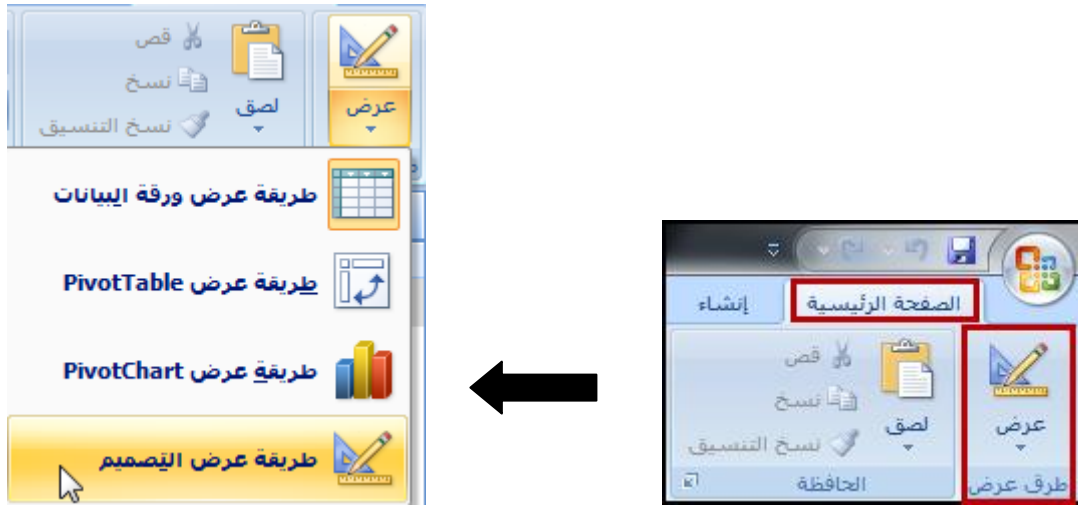 الصفحة الرئيسية
إنشاء
عرض
لصق
قص
نسخ
نسخ التنسيق
طرق عرض
الحافظة
عرض
لصق
قص
نسخ
نسخ التنسيق
طريقة عرض ورقة البيانات
طريقة عرض PivotTable
طريقة عرض PivotChart
طريقة عرض التصميم